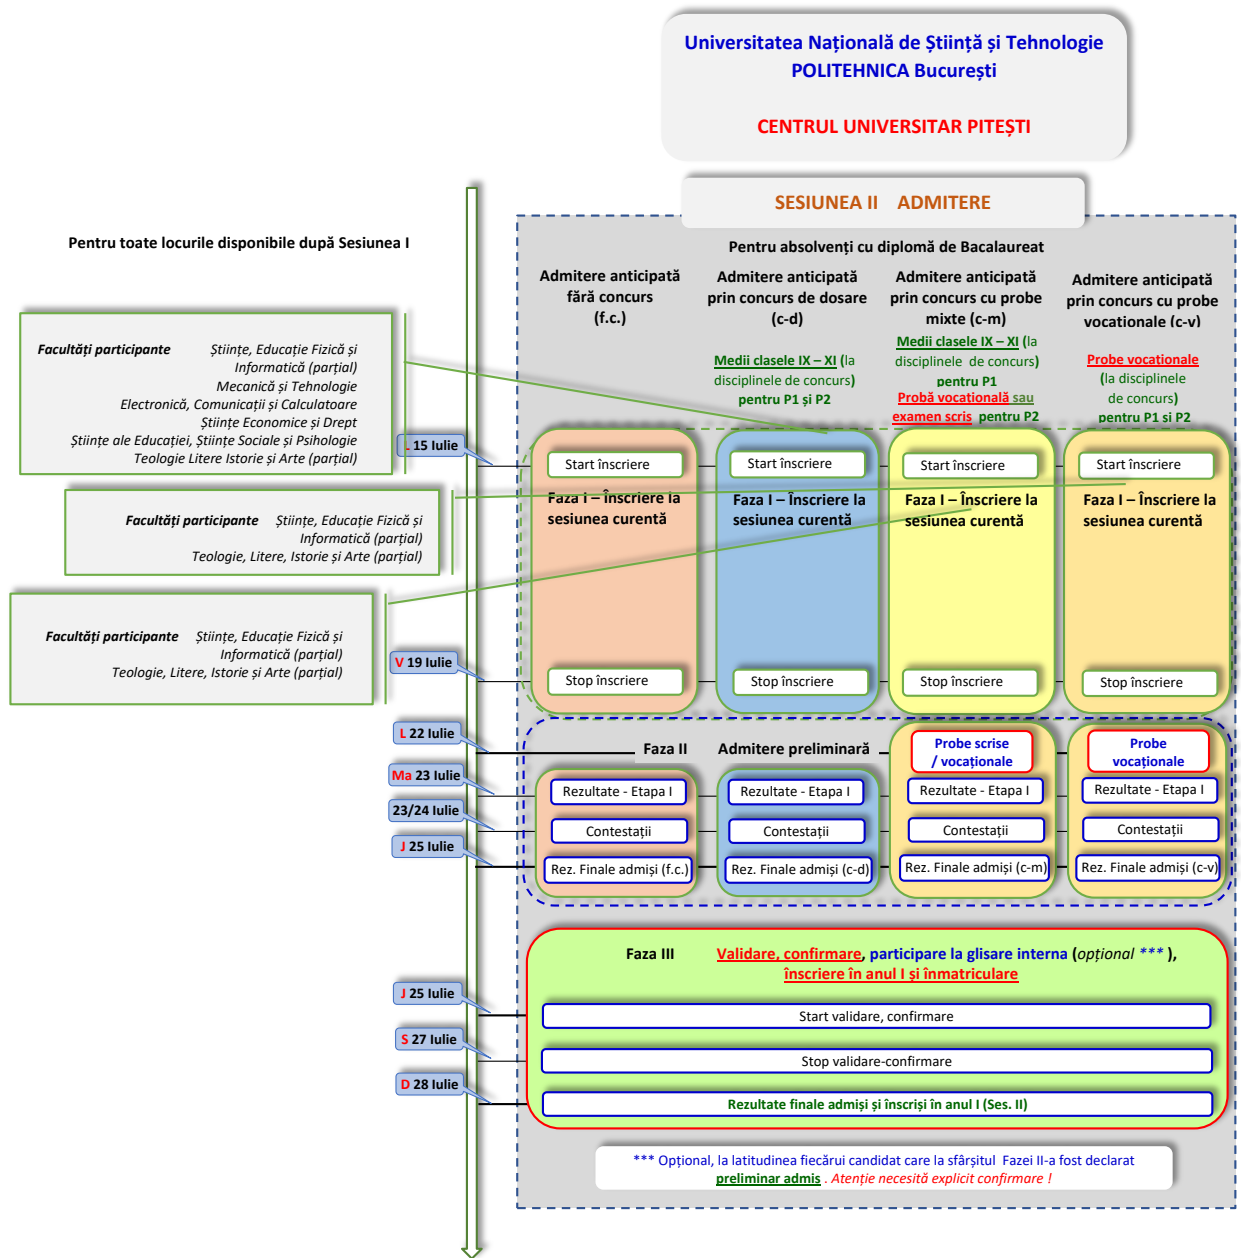 Universitatea Națională de Știință și Tehnologie
POLITEHNICA București
CENTRUL UNIVERSITAR PITEȘTI
SESIUNEA II ADMITERE
Pentru toate locurile disponibile după Sesiunea I
Pentru absolvenți cu diplomă de Bacalaureat
Admitere anticipată
fără concurs
(f.c.)
Admitere anticipată
prin concurs de dosare
(c-d)
Medii clasele IX – XI (la
disciplinele de concurs)
pentru P1 și P2
Admitere anticipată
prin concurs cu probe
mixte (c-m)
Medii clasele IX – XI (la
disciplinele de concurs)
pentru P1
Probă vocațională sau
examen scris pentru P2
Admitere anticipată
prin concurs cu probe
vocationale (c-v)
Probe vocaționale
(la disciplinele
de concurs)
pentru P1 si P2
Facultăți participante Științe, Educație Fizică și
Informatică (parțial)
Mecanică și Tehnologie
Electronică, Comunicații și Calculatoare
Științe Economice și Drept
Științe ale Educației, Științe Sociale și Psihologie
Teologie Litere Istorie și Arte (parțial)
L 15 Iulie
Start înscriere
Start înscriere
Start înscriere
Start înscriere
Faza I – Înscriere la
sesiunea curentă
Faza I – Înscriere la
sesiunea curentă
Faza I – Înscriere la
sesiunea curentă
Faza I – Înscriere la
sesiunea curentă
Facultăți participante Științe, Educație Fizică și
Informatică (parțial)
Teologie, Litere, Istorie și Arte (parțial)
Facultăți participante Științe, Educație Fizică și
Informatică (parțial)
Teologie, Litere, Istorie și Arte (parțial)
V 19 Iulie
Stop înscriere
Stop înscriere
Stop înscriere
Stop înscriere
L 22 Iulie
Faza II Admitere preliminară
Probe scrise
/ vocaționale
Probe
vocaționale
Ma 23 Iulie
Rezultate - Etapa I
Rezultate - Etapa I
Rezultate - Etapa I
Rezultate - Etapa I
23/24 Iulie
Contestații
Contestații
Contestații
Contestații
J 25 Iulie
Rez. Finale admiși (f.c.)
Rez. Finale admiși (c-d)
Rez. Finale admiși (c-m)
Rez. Finale admiși (c-v)
Faza III Validare, confirmare, participare la glisare interna (opțional *** ),
înscriere în anul I și înmatriculare
J 25 Iulie
Start validare, confirmare
S 27 Iulie
Stop validare-confirmare
D 28 Iulie
Rezultate finale admiși și înscriși în anul I (Ses. II)
*** Opțional, la latitudinea fiecărui candidat care la sfârșitul Fazei II-a fost declarat
preliminar admis . Atenție necesită explicit confirmare !